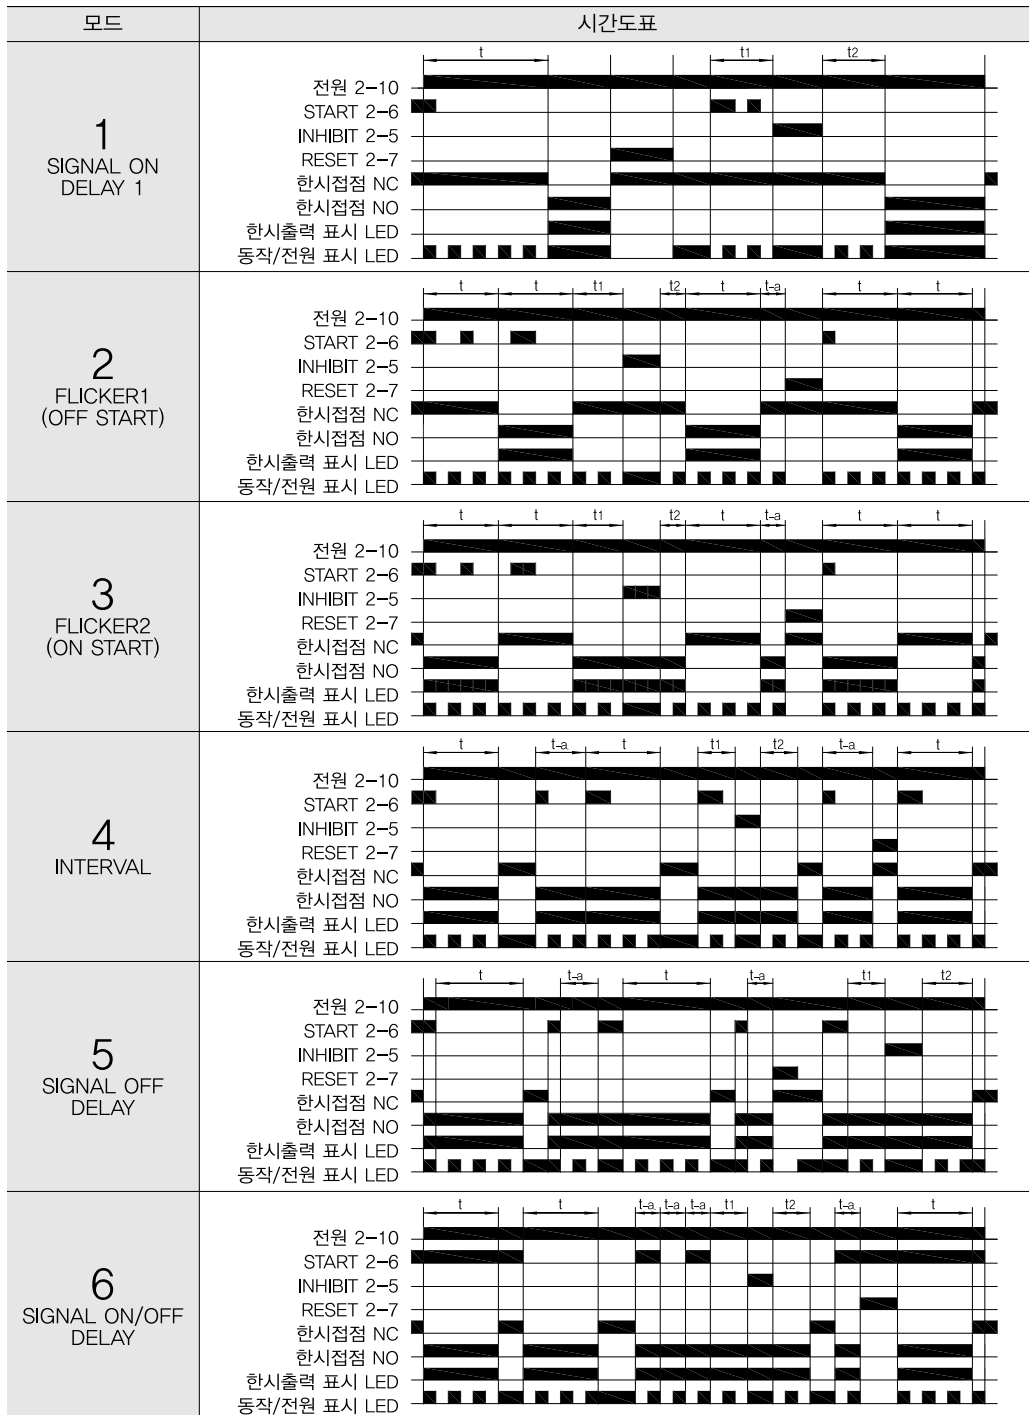 모드 시간도표
t t1 t2
1
SIGNAL ON
DELAY 1
전원 2-10
START 2-6
INHIBIT 2-5
RESET 2-7
한시접점 NC
한시접점 NO
한시출력 표시 LED
동작/전원 표시 LED
t t t1 t2 t t-a t t
2
FLICKER1
(OFF START)
전원 2-10
START 2-6
INHIBIT 2-5
RESET 2-7
한시접점 NC
한시접점 NO
한시출력 표시 LED
동작/전원 표시 LED
t t t1 t2 t t-a t t
3
FLICKER2
(ON START)
전원 2-10
START 2-6
INHIBIT 2-5
RESET 2-7
한시접점 NC
한시접점 NO
한시출력 표시 LED
동작/전원 표시 LED
t t-a t t1 t2 t-a t
4
INTERVAL
전원 2-10
START 2-6
INHIBIT 2-5
RESET 2-7
한시접점 NC
한시접점 NO
한시출력 표시 LED
동작/전원 표시 LED
t t-a t t-a t1 t2
5
SIGNAL OFF
DELAY
전원 2-10
START 2-6
INHIBIT 2-5
RESET 2-7
한시접점 NC
한시접점 NO
한시출력 표시 LED
동작/전원 표시 LED
t t t-a t-a t-a t1 t2 t-a t
6
SIGNAL ON/OFF
DELAY
전원 2-10
START 2-6
INHIBIT 2-5
RESET 2-7
한시접점 NC
한시접점 NO
한시출력 표시 LED
동작/전원 표시 LED